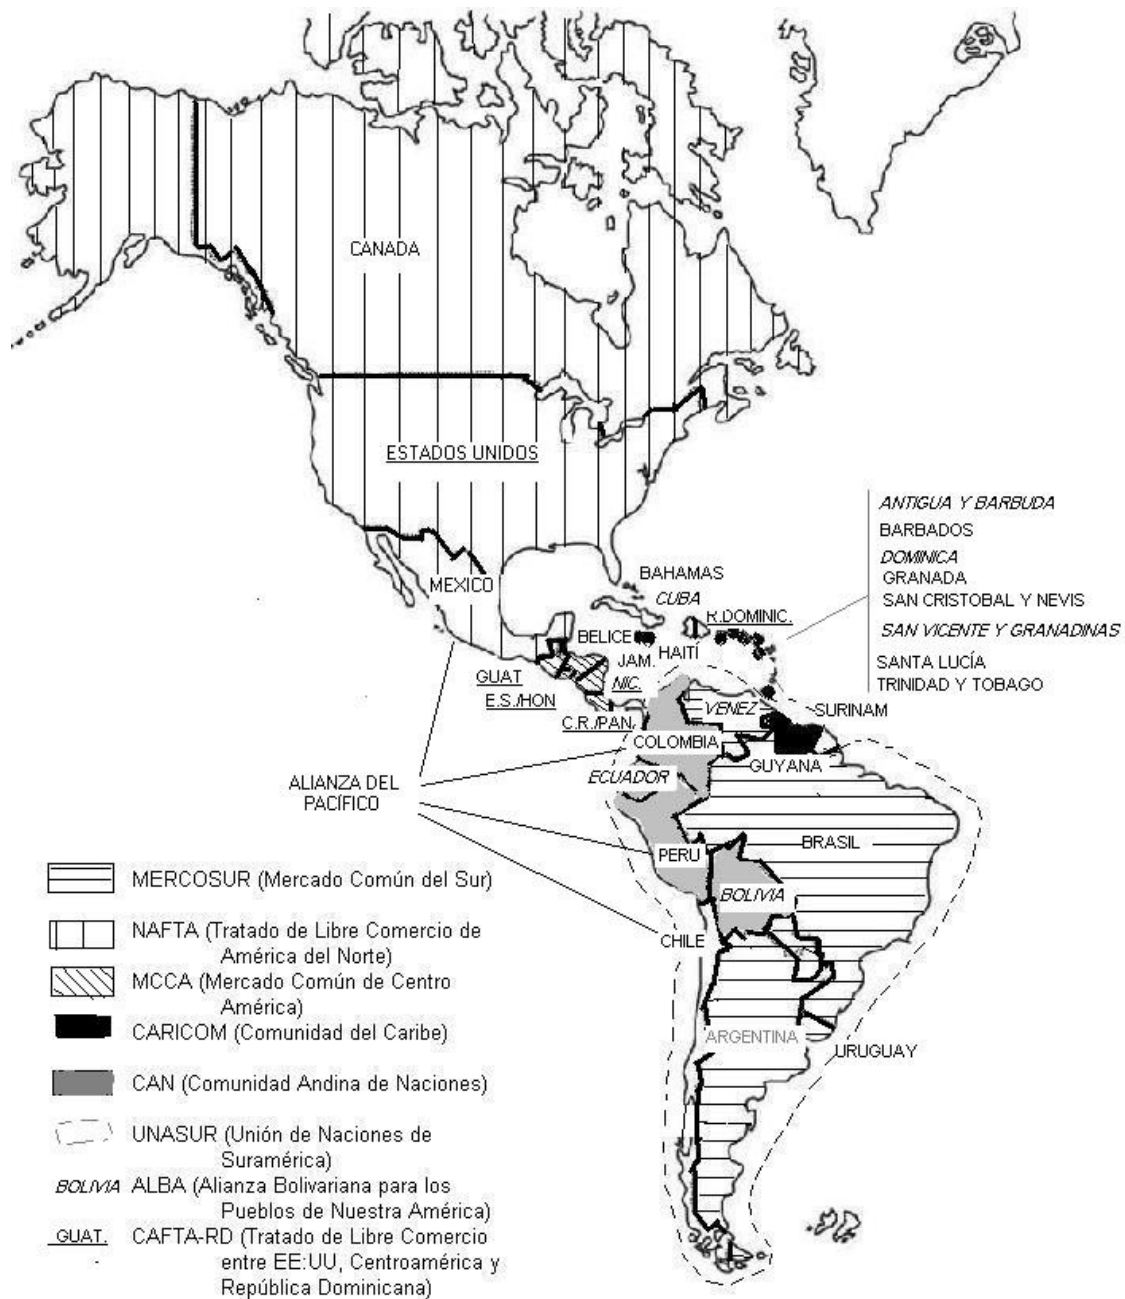 CANADA
ESTADOS UNIDOS
MEXICO
BAHAMAS
CUBA
R.DOMINIC.
BELICE
HAITÍ
JAM.
GUAT
NIC.
E.S./HON
C.R./PAN
ANTIGUA Y BARBUDA
BARBADOS
DOMINICA
GRANADA
SAN CRISTOBAL Y NEVIS
SAN VICENTE Y GRANADINAS
SANTA LUCÍA
TRINIDAD Y TOBAGO
VENEZ
SURINAM
COLOMBIA
GUYANA
ECUADOR
ALIANZA DEL
PACÍFICO
BRASIL
PERU
BOLIVIA
CHILE
ARGENTINA
URUGUAY
MERCOSUR (Mercado Común del Sur)
NAFTA (Tratado de Libre Comercio de
América del Norte)
MCCA (Mercado Común de Centro
América)
CARICOM (Comunidad del Caribe)
CAN (Comunidad Andina de Naciones)
UNASUR (Unión de Naciones de
Suramérica)
BOLIVIA ALBA (Alianza Bolivariana para los
Pueblos de Nuestra América)
GUAT. CAFTA-RD (Tratado de Libre Comercio
entre EE:UU, Centroamérica y
República Dominicana)